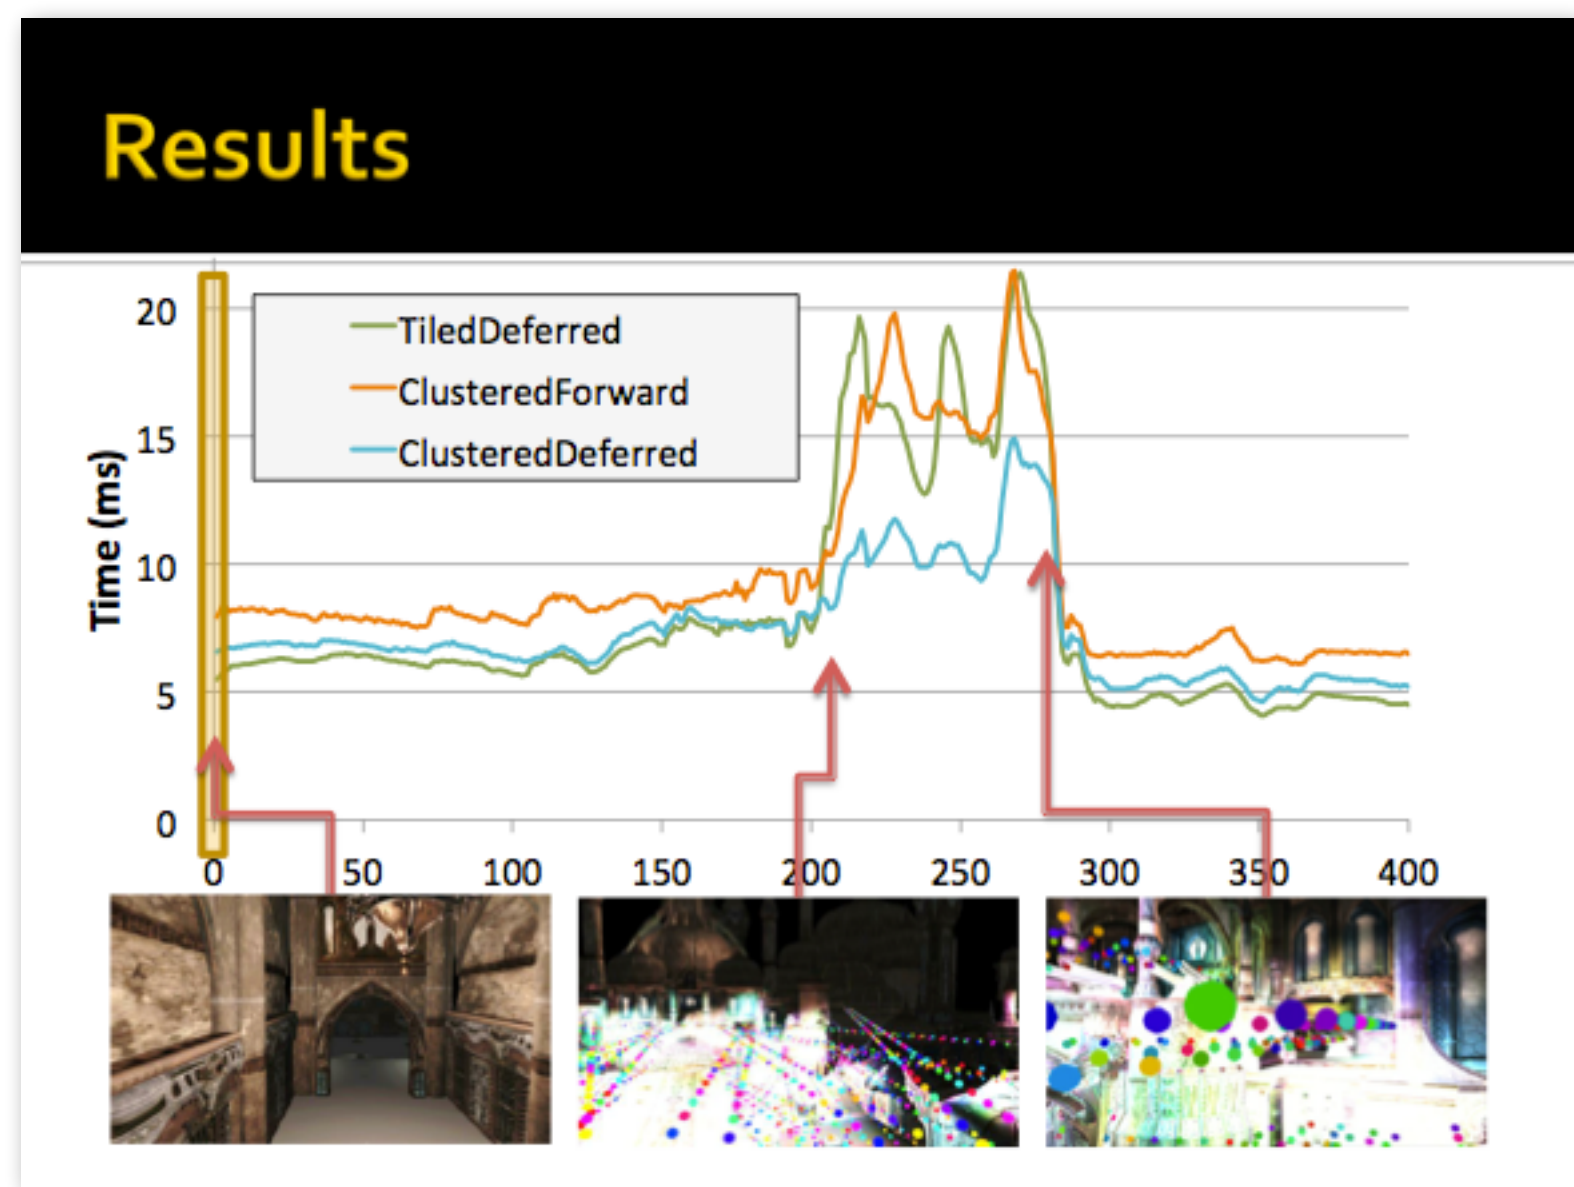 Results
20
15
10
5
0
Time (ms)
TiledDeferred
ClusteredForward
ClusteredDeferred
0 50 100 150 200 250 300 350 400